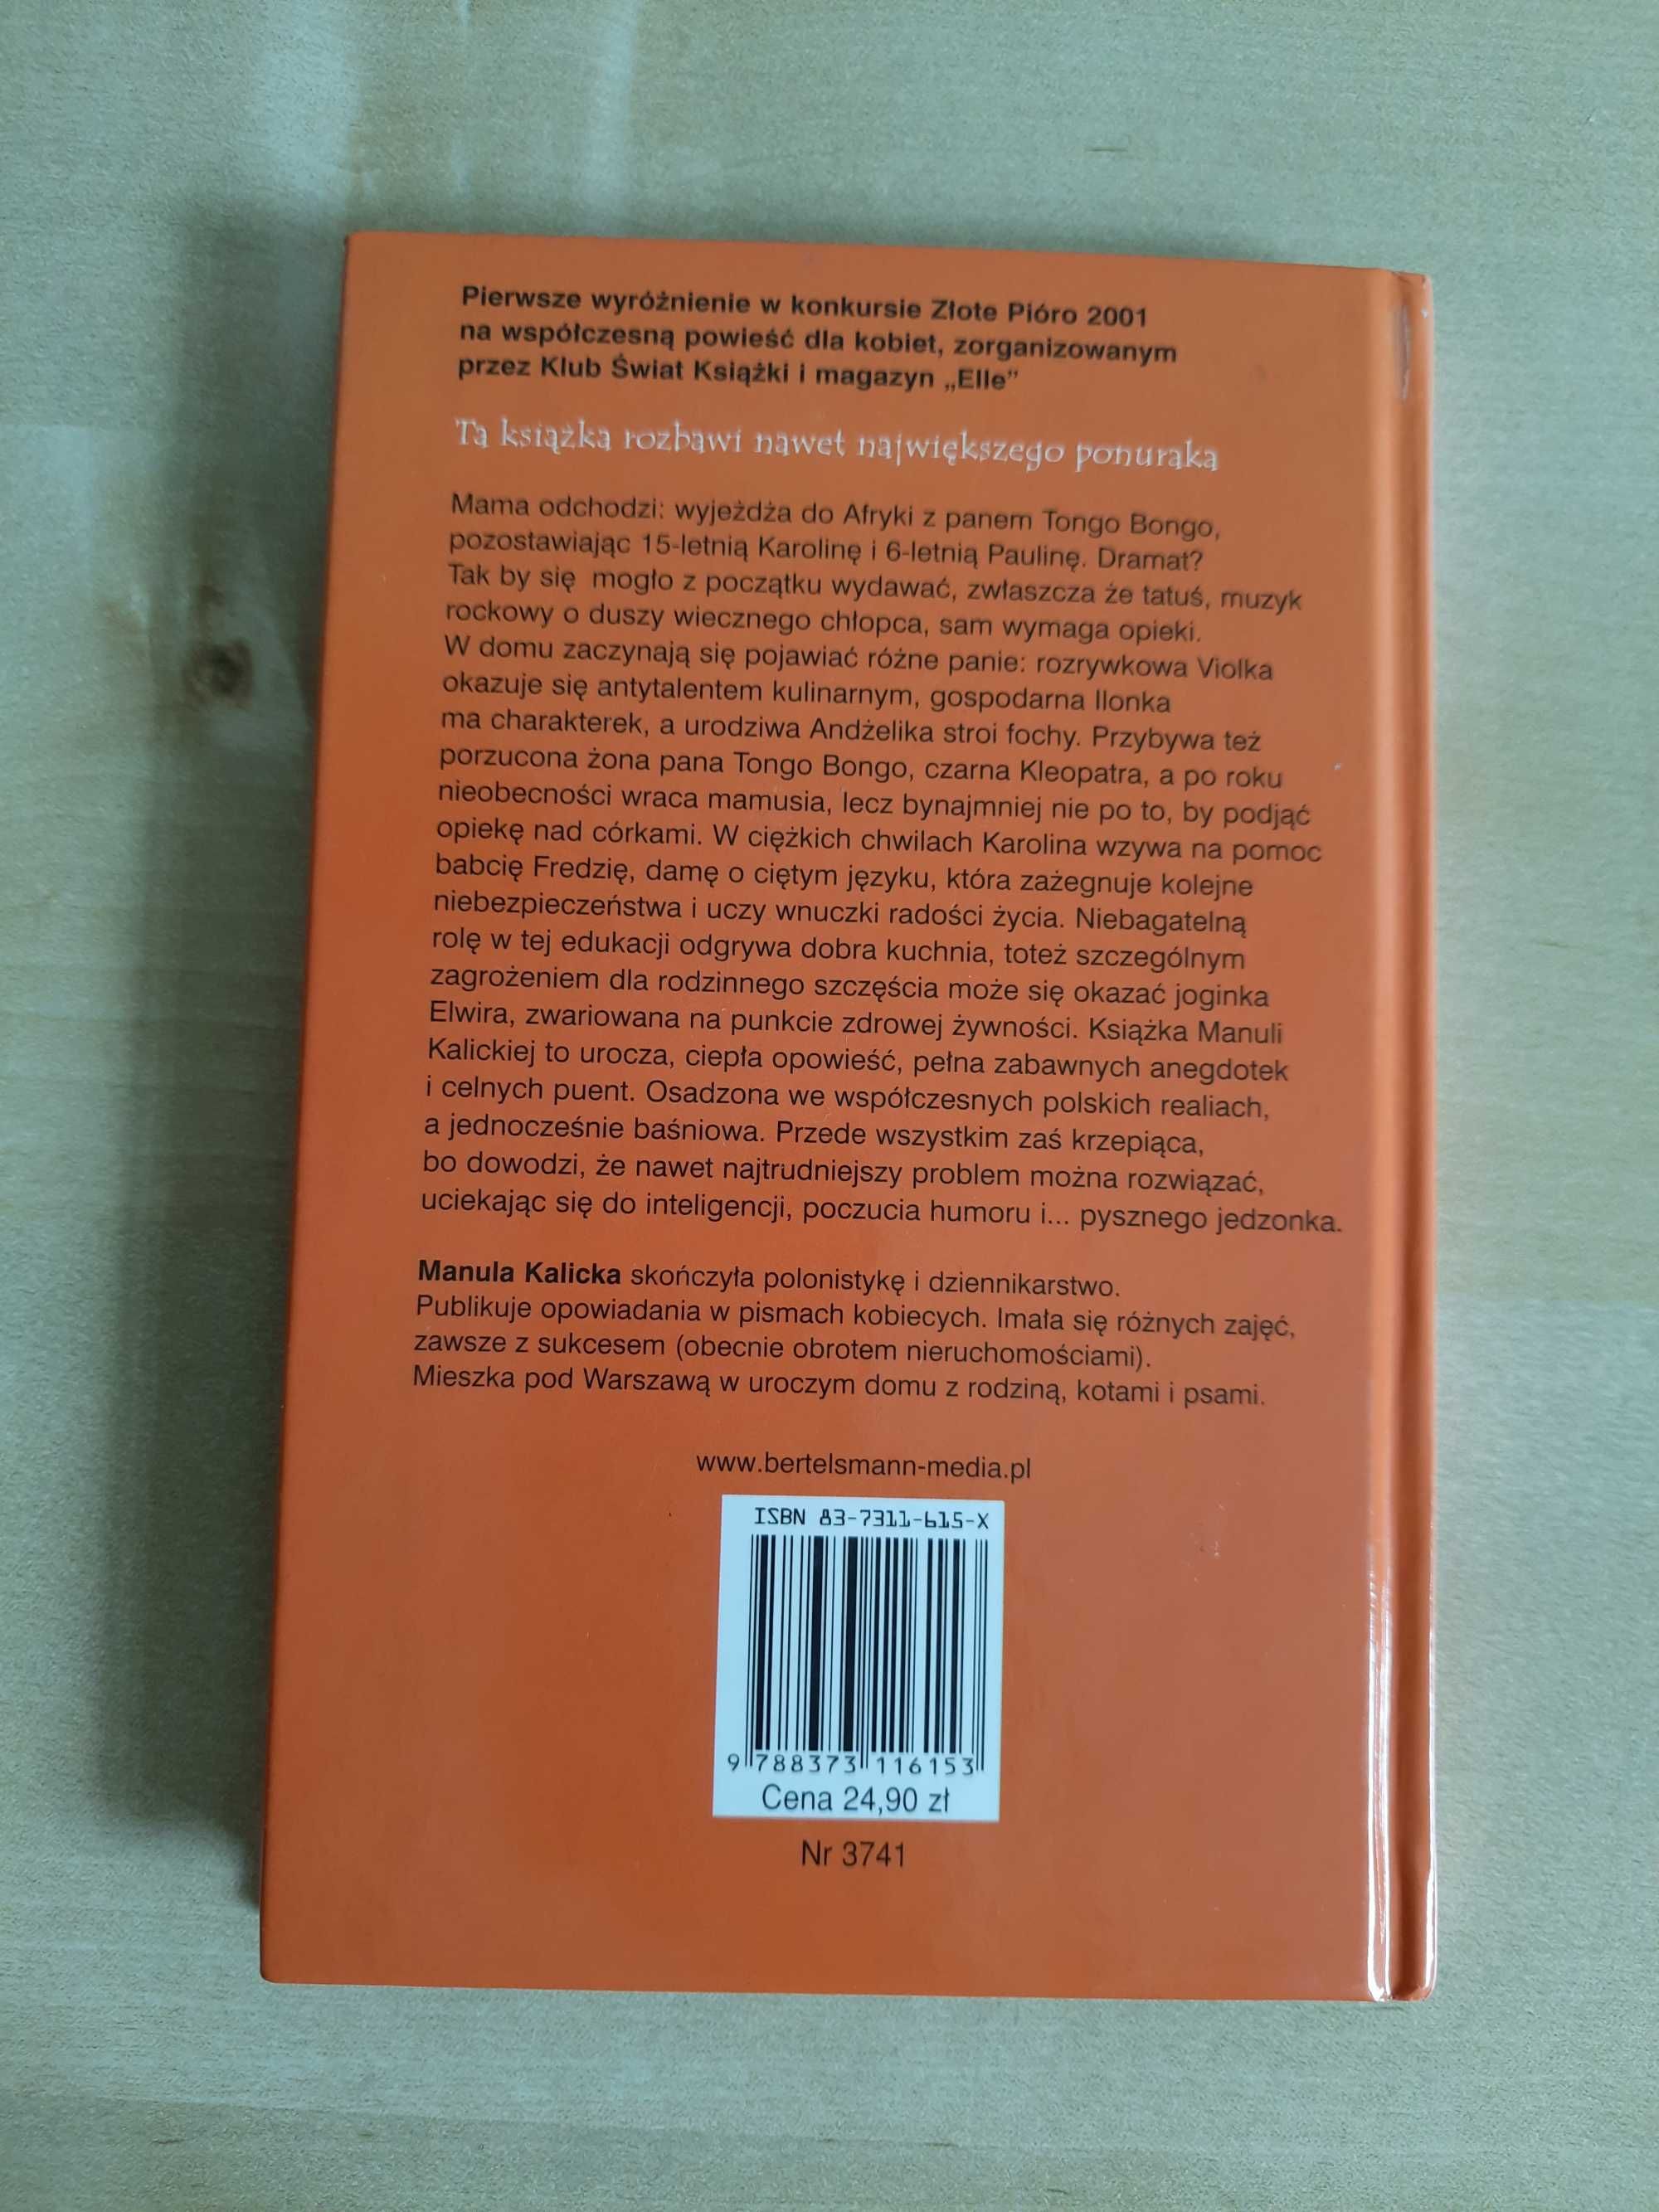 Pierwsze wyróżnienie w konkursie Złote Pióro 2001
na współczesną powieść dla kobiet, zorganizowanym
przez Klub Świat Książki i magazyn „Elle”
Ta książka rozbawi nawet największego ponuraka
Mama odchodzi: wyjeżdża do Afryki z panem Tongo Bongo,
pozostawiając 15-letnią Karolinę i 6-letnią Paulinę. Dramat?
Tak by się mogło z początku wydawać, zwłaszcza że tatuś, muzyk
rockowy o duszy wiecznego chłopca, sam wymaga opieki.
W domu zaczynają się pojawiać różne panie: rozrywkowa Violka
okazuje się antytalentem kulinarnym, gospodarna Ilonka
ma charakterek, a urodziwa Andżelika stroi fochy. Przybywa też
porzucona żona pana Tongo Bongo, czarna Kleopatra, a po roku
nieobecności wraca mamusia, lecz bynajmniej nie po to, by podjąć
opiekę nad córkami. W ciężkich chwilach Karolina wzywa na pomoc
babcię Fredzię, damę o ciętym języku, która zażegnuje kolejne
niebezpieczeństwa i uczy wnuczki radości życia. Niebagatelną
rolę w tej edukacji odgrywa dobra kuchnia, toteż szczególnym
zagrożeniem dla rodzinnego szczęścia może się okazać joginka
Elwira, zwariowana na punkcie zdrowej żywności. Książka Manuli
Kalickiej to urocza, ciepła opowieść, pełna zabawnych anegdotek
i celnych puent. Osadzona we współczesnych polskich realiach,
a jednocześnie baśniowa. Przede wszystkim zaś krzepiąca,
bo dowodzi, że nawet najtrudniejszy problem można rozwiązać,
uciekając się do inteligencji, poczucia humoru i... pysznego jedzonka.
Manula Kalicka skończyła polonistykę i dziennikarstwo.
Publikuje opowiadania w pismach kobiecych. Imała się różnych zajęć,
zawsze z sukcesem (obecnie obrotem nieruchomościami).
Mieszka pod Warszawą w uroczym domu z rodziną, kotami i psami.
www.bertelsmann-media.pl
ISBN 83-7311-615-X
9 788373 116153
Cena 24,90 zł
Nr 3741